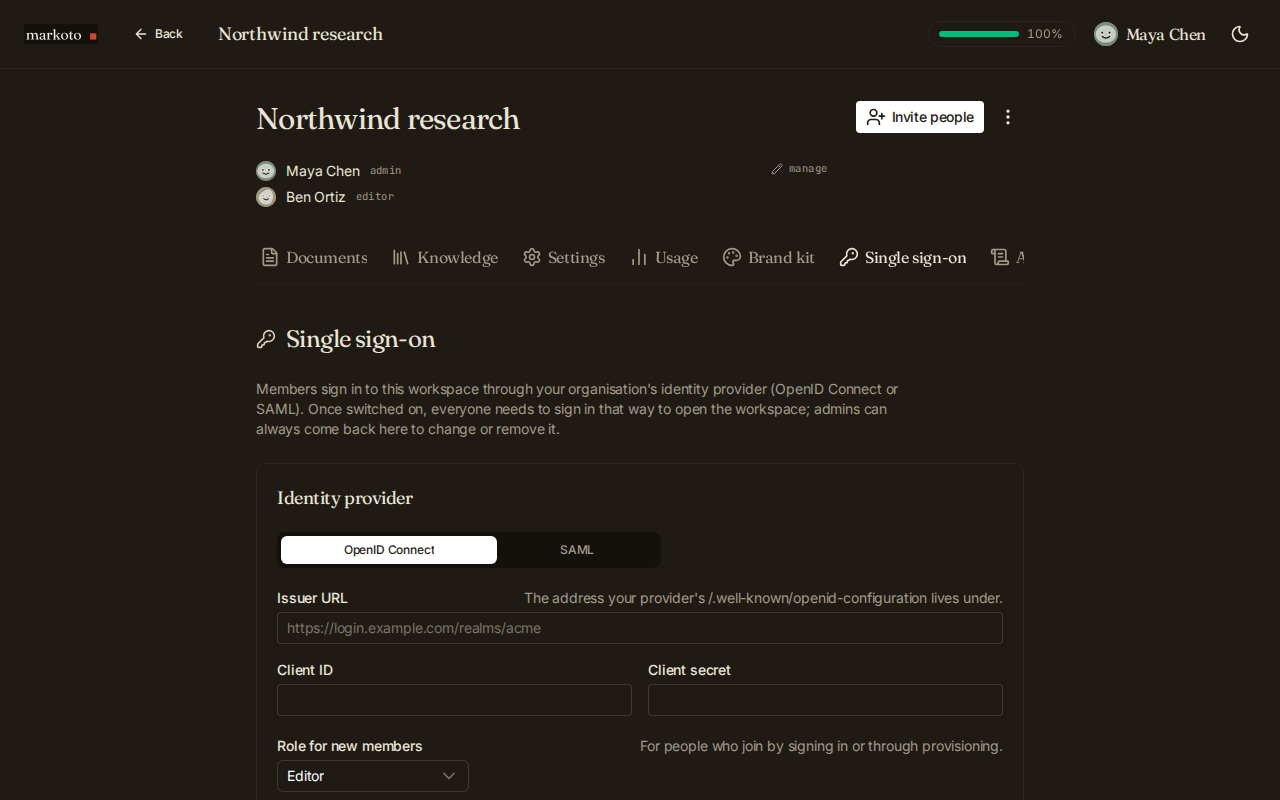 markoto
Back
Northwind research
100%
Maya Chen
Northwind research
Invite people
Maya Chen admin
manage
Ben Ortiz editor
Documents
Knowledge
Settings
Usage
Brand kit
Single sign-on
A
Single sign-on
Members sign in to this workspace through your organisation's identity provider (OpenID Connect or
SAML). Once switched on, everyone needs to sign in that way to open the workspace; admins can
always come back here to change or remove it.
Identity provider
OpenID Connect
SAML
Issuer URL
The address your provider's /.well-known/openid-configuration lives under.
https://login.example.com/realms/acme
Client ID
Client secret
Role for new members
For people who join by signing in or through provisioning.
Editor